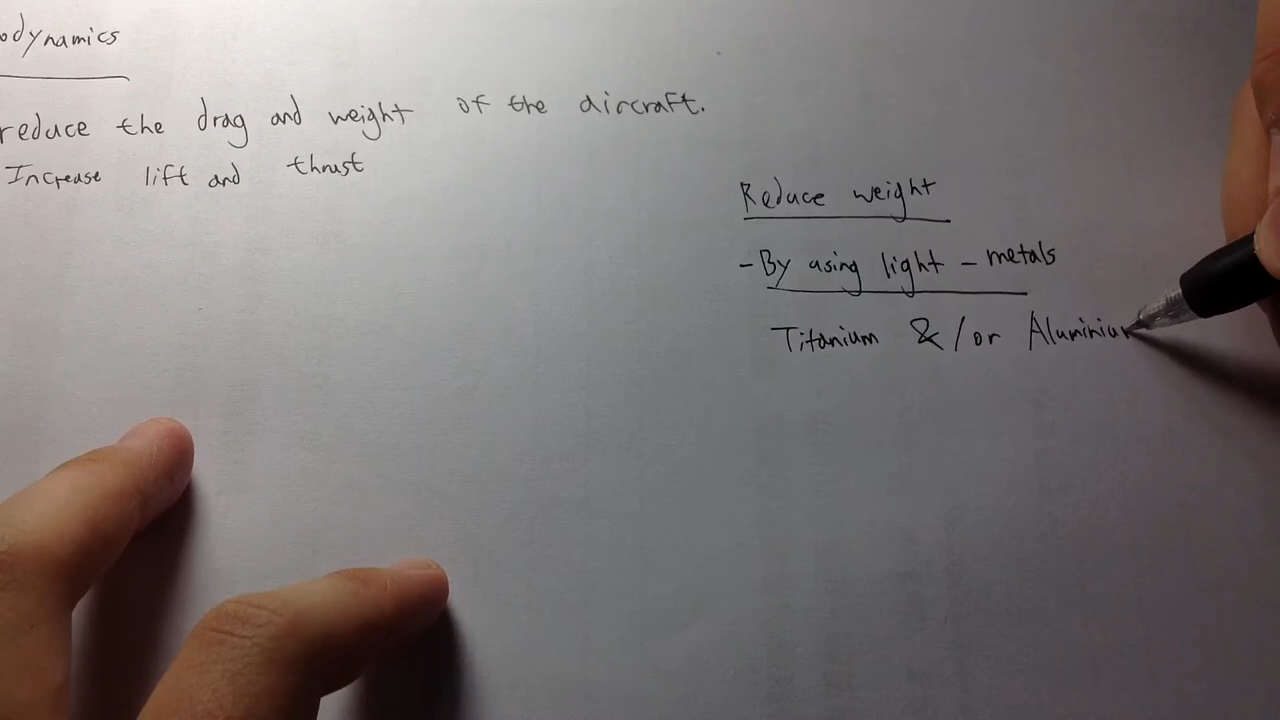 odynamics
reduce the drag and weight of the aircraft.
Increase lift and thrust
Reduce weight
- By using light - metals
Titanium & / or Aluminium